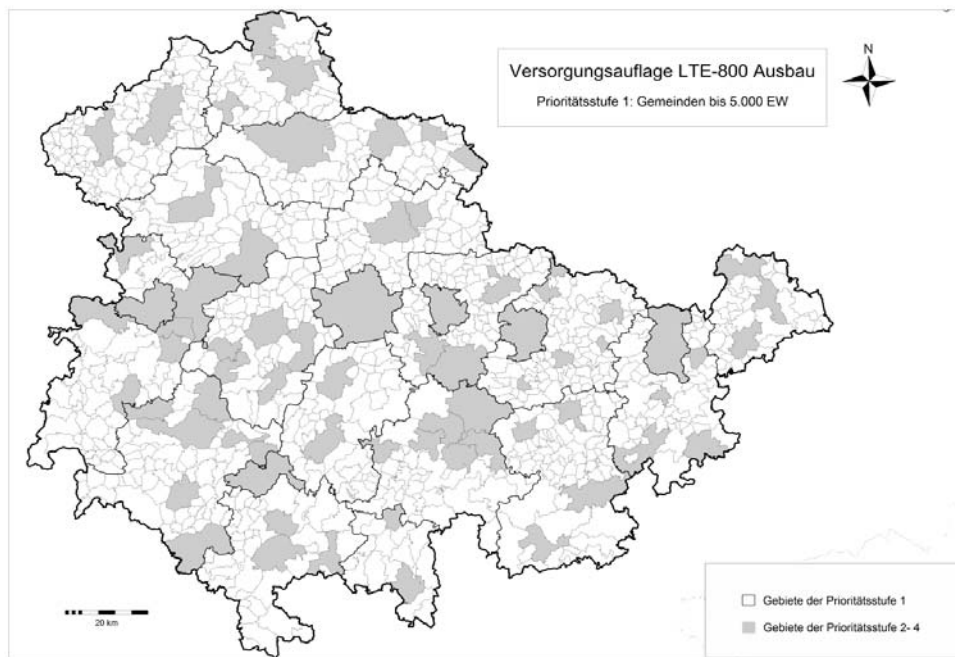 Versorgungsauflage LTE-800 Ausbau
Prioritätsstufe 1: Gemeinden bis 5.000 EW
N
20 km
Gebiete der Prioritätsstufe 1
Gebiete der Prioritätsstufe 2- 4